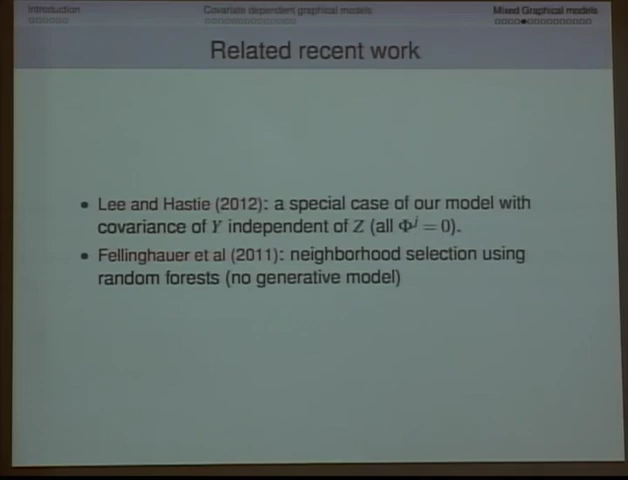 Introduction
Covariate dependent graphical models
Mixed Graphical models
Related recent work
• Lee and Hastie (2012): a special case of our model with
covariance of Y independent of Z (all Φʲ = 0).
• Fellinghauer et al (2011): neighborhood selection using
random forests (no generative model)